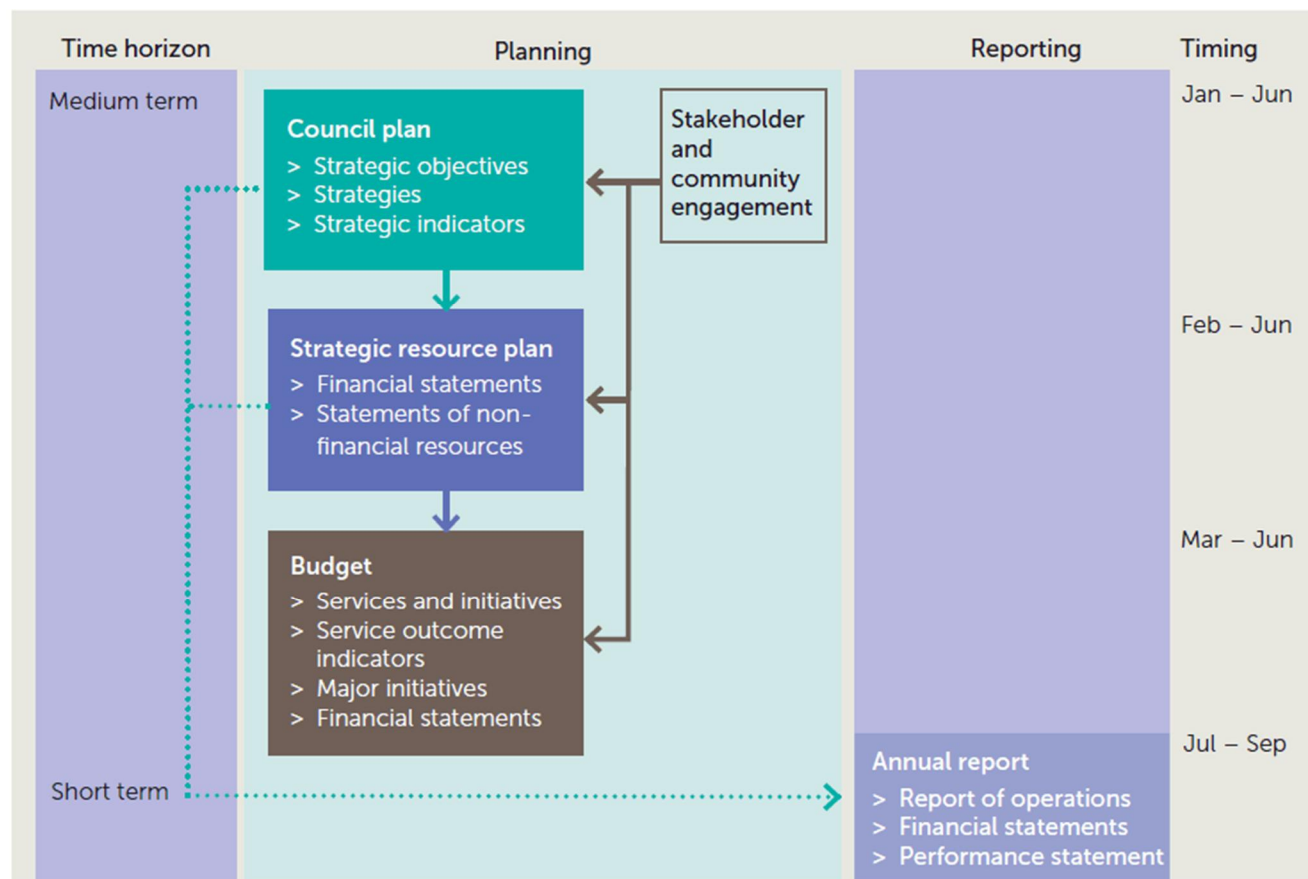 Time horizon
Planning
Reporting
Timing
Medium term
Jan – Jun
Council plan
> Strategic objectives
> Strategies
> Strategic indicators
Stakeholder
and
community
engagement
Feb – Jun
Strategic resource plan
> Financial statements
> Statements of non-
financial resources
Mar – Jun
Budget
> Services and initiatives
> Service outcome
indicators
> Major initiatives
> Financial statements
Jul – Sep
Short term
Annual report
> Report of operations
> Financial statements
> Performance statement